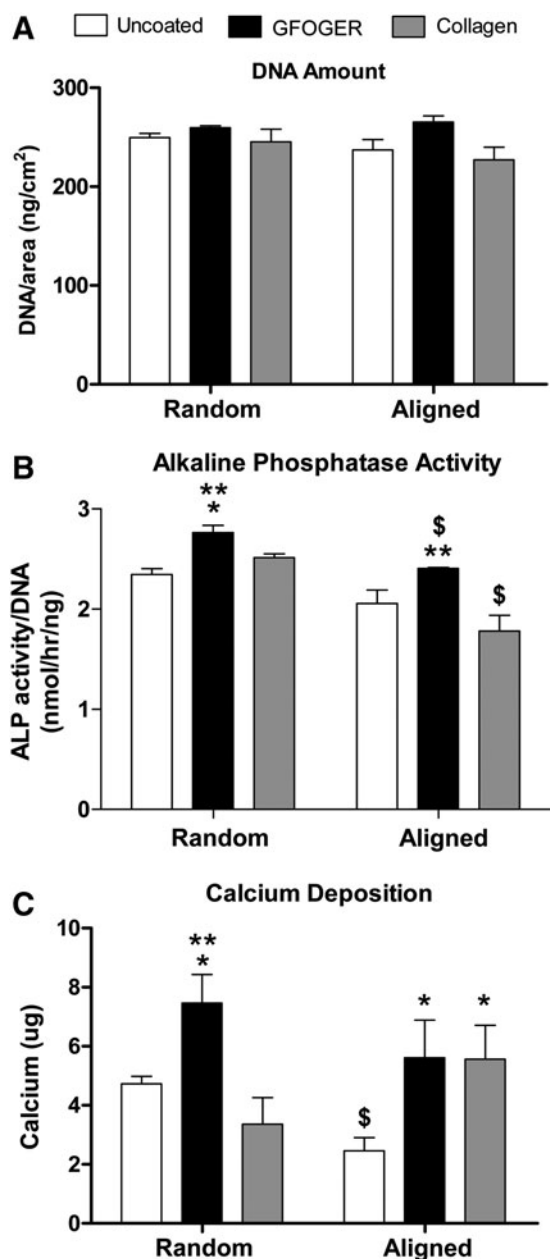 A
Uncoated GFOGER Collagen
DNA Amount
DNA/area (ng/cm²)
300
200
100
0
Random Aligned
B
Alkaline Phosphatase Activity
ALP activity/DNA
(nmol/hr/ng)
3
2
1
0
**
*
$
**
$
Random Aligned
C
Calcium Deposition
Calcium (ug)
10
8
6
4
2
0
**
*
$
*
*
Random Aligned